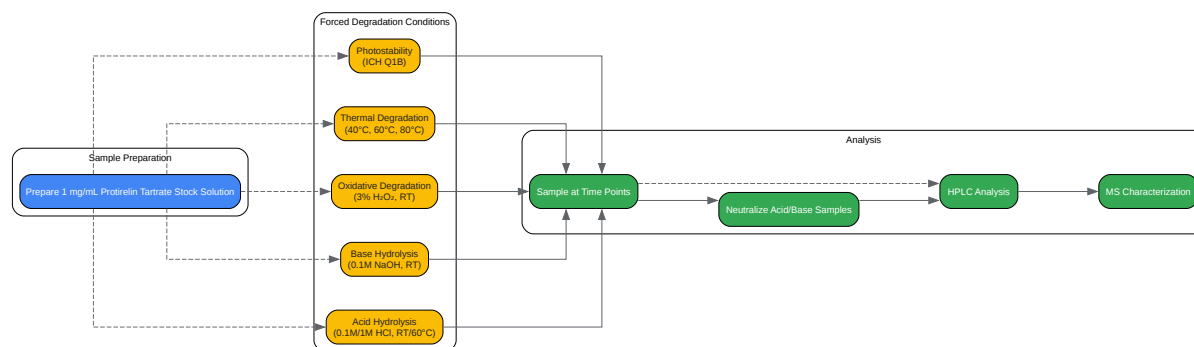 Forced Degradation Conditions
Photostability
(ICH Q1B)
Thermal Degradation
(40°C, 60°C, 80°C)
Analysis
Sample Preparation
Prepare 1 mg/mL Protirelin Tartrate Stock Solution
Oxidative Degradation
(3% H₂O₂, RT)
Sample at Time Points
HPLC Analysis
MS Characterization
Neutralize Acid/Base Samples
Base Hydrolysis
(0.1M NaOH, RT)
Acid Hydrolysis
(0.1M/1M HCl, RT/60°C)